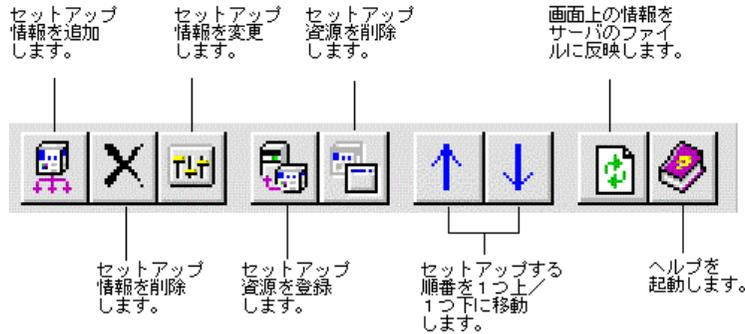 セットアップ
情報を追加
します。
セットアップ
情報を変更
します。
セットアップ
資源を削除
します。
画面上の情報を
サーバのファイ
ルに反映します。
セットアップ
情報を削除
します。
セットアップ
資源を登録
します。
セットアップする
順番を１つ上／
１つ下に移動
します。
ヘルプを
起動します。